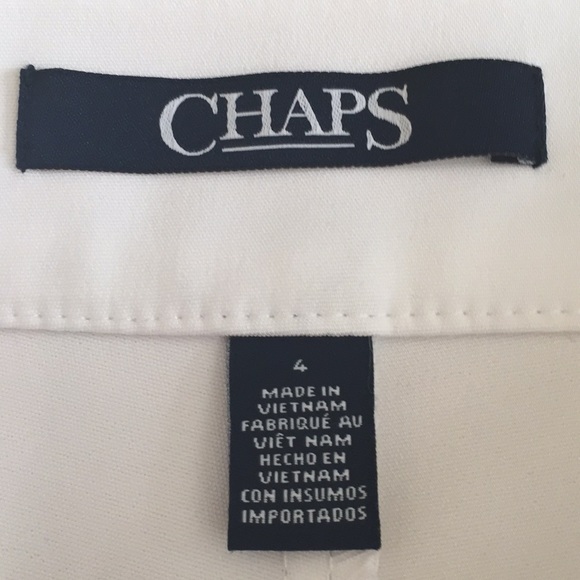 CHAPS
4
MADE IN
VIETNAM
FABRIQUÉ AU
VIÊT NAM
HECHO EN
VIETNAM
CON INSUMOS
IMPORTADOS